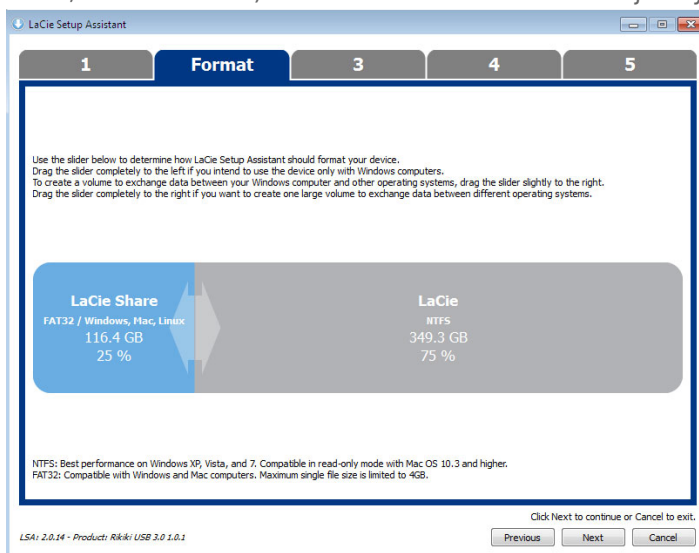 LaCie Setup Assistant
1 Format 3 4 5
Use the slider below to determine how LaCie Setup Assistant should format your device.
Drag the slider completely to the left if you intend to use the device only with Windows computers.
To create a volume to exchange data between your Windows computer and other operating systems, drag the slider slightly to the right.
Drag the slider completely to the right if you want to create one large volume to exchange data between different operating systems.
LaCie Share
FAT32 / Windows, Mac, Linux
116.4 GB
25 %
LaCie
NTFS
349.3 GB
75 %
NTFS: Best performance on Windows XP, Vista, and 7. Compatible in read-only mode with Mac OS 10.3 and higher.
FAT32: Compatible with Windows and Mac computers. Maximum single file size is limited to 4GB.
Click Next to continue or Cancel to exit.
LSA: 2.0.14 - Product: Rikiki USB 3.0 1.0.1
Previous Next Cancel